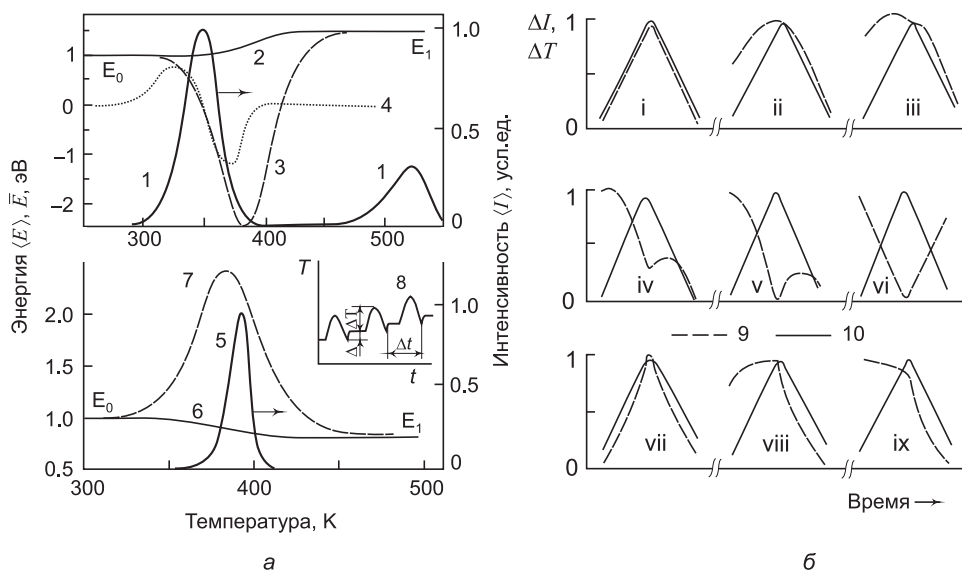 Энергия ⟨E⟩, E̅, эВ
1
0
−1
−2
E₀
2
E₁
4
1
3
1
300
400
500
1.0
0.5
0
Интенсивность ⟨I⟩, усл.ед.
2.0
1.5
1.0
0.5
7
5
E₀
6
E₁
T
8
ΔT
Δ
Δt
t
1.0
0.5
0
300
400
500
Температура, K
а
ΔI,
ΔT
1
0
i
ii
iii
1
0
iv
v
vi
9
10
1
0
vii
viii
ix
Время
б